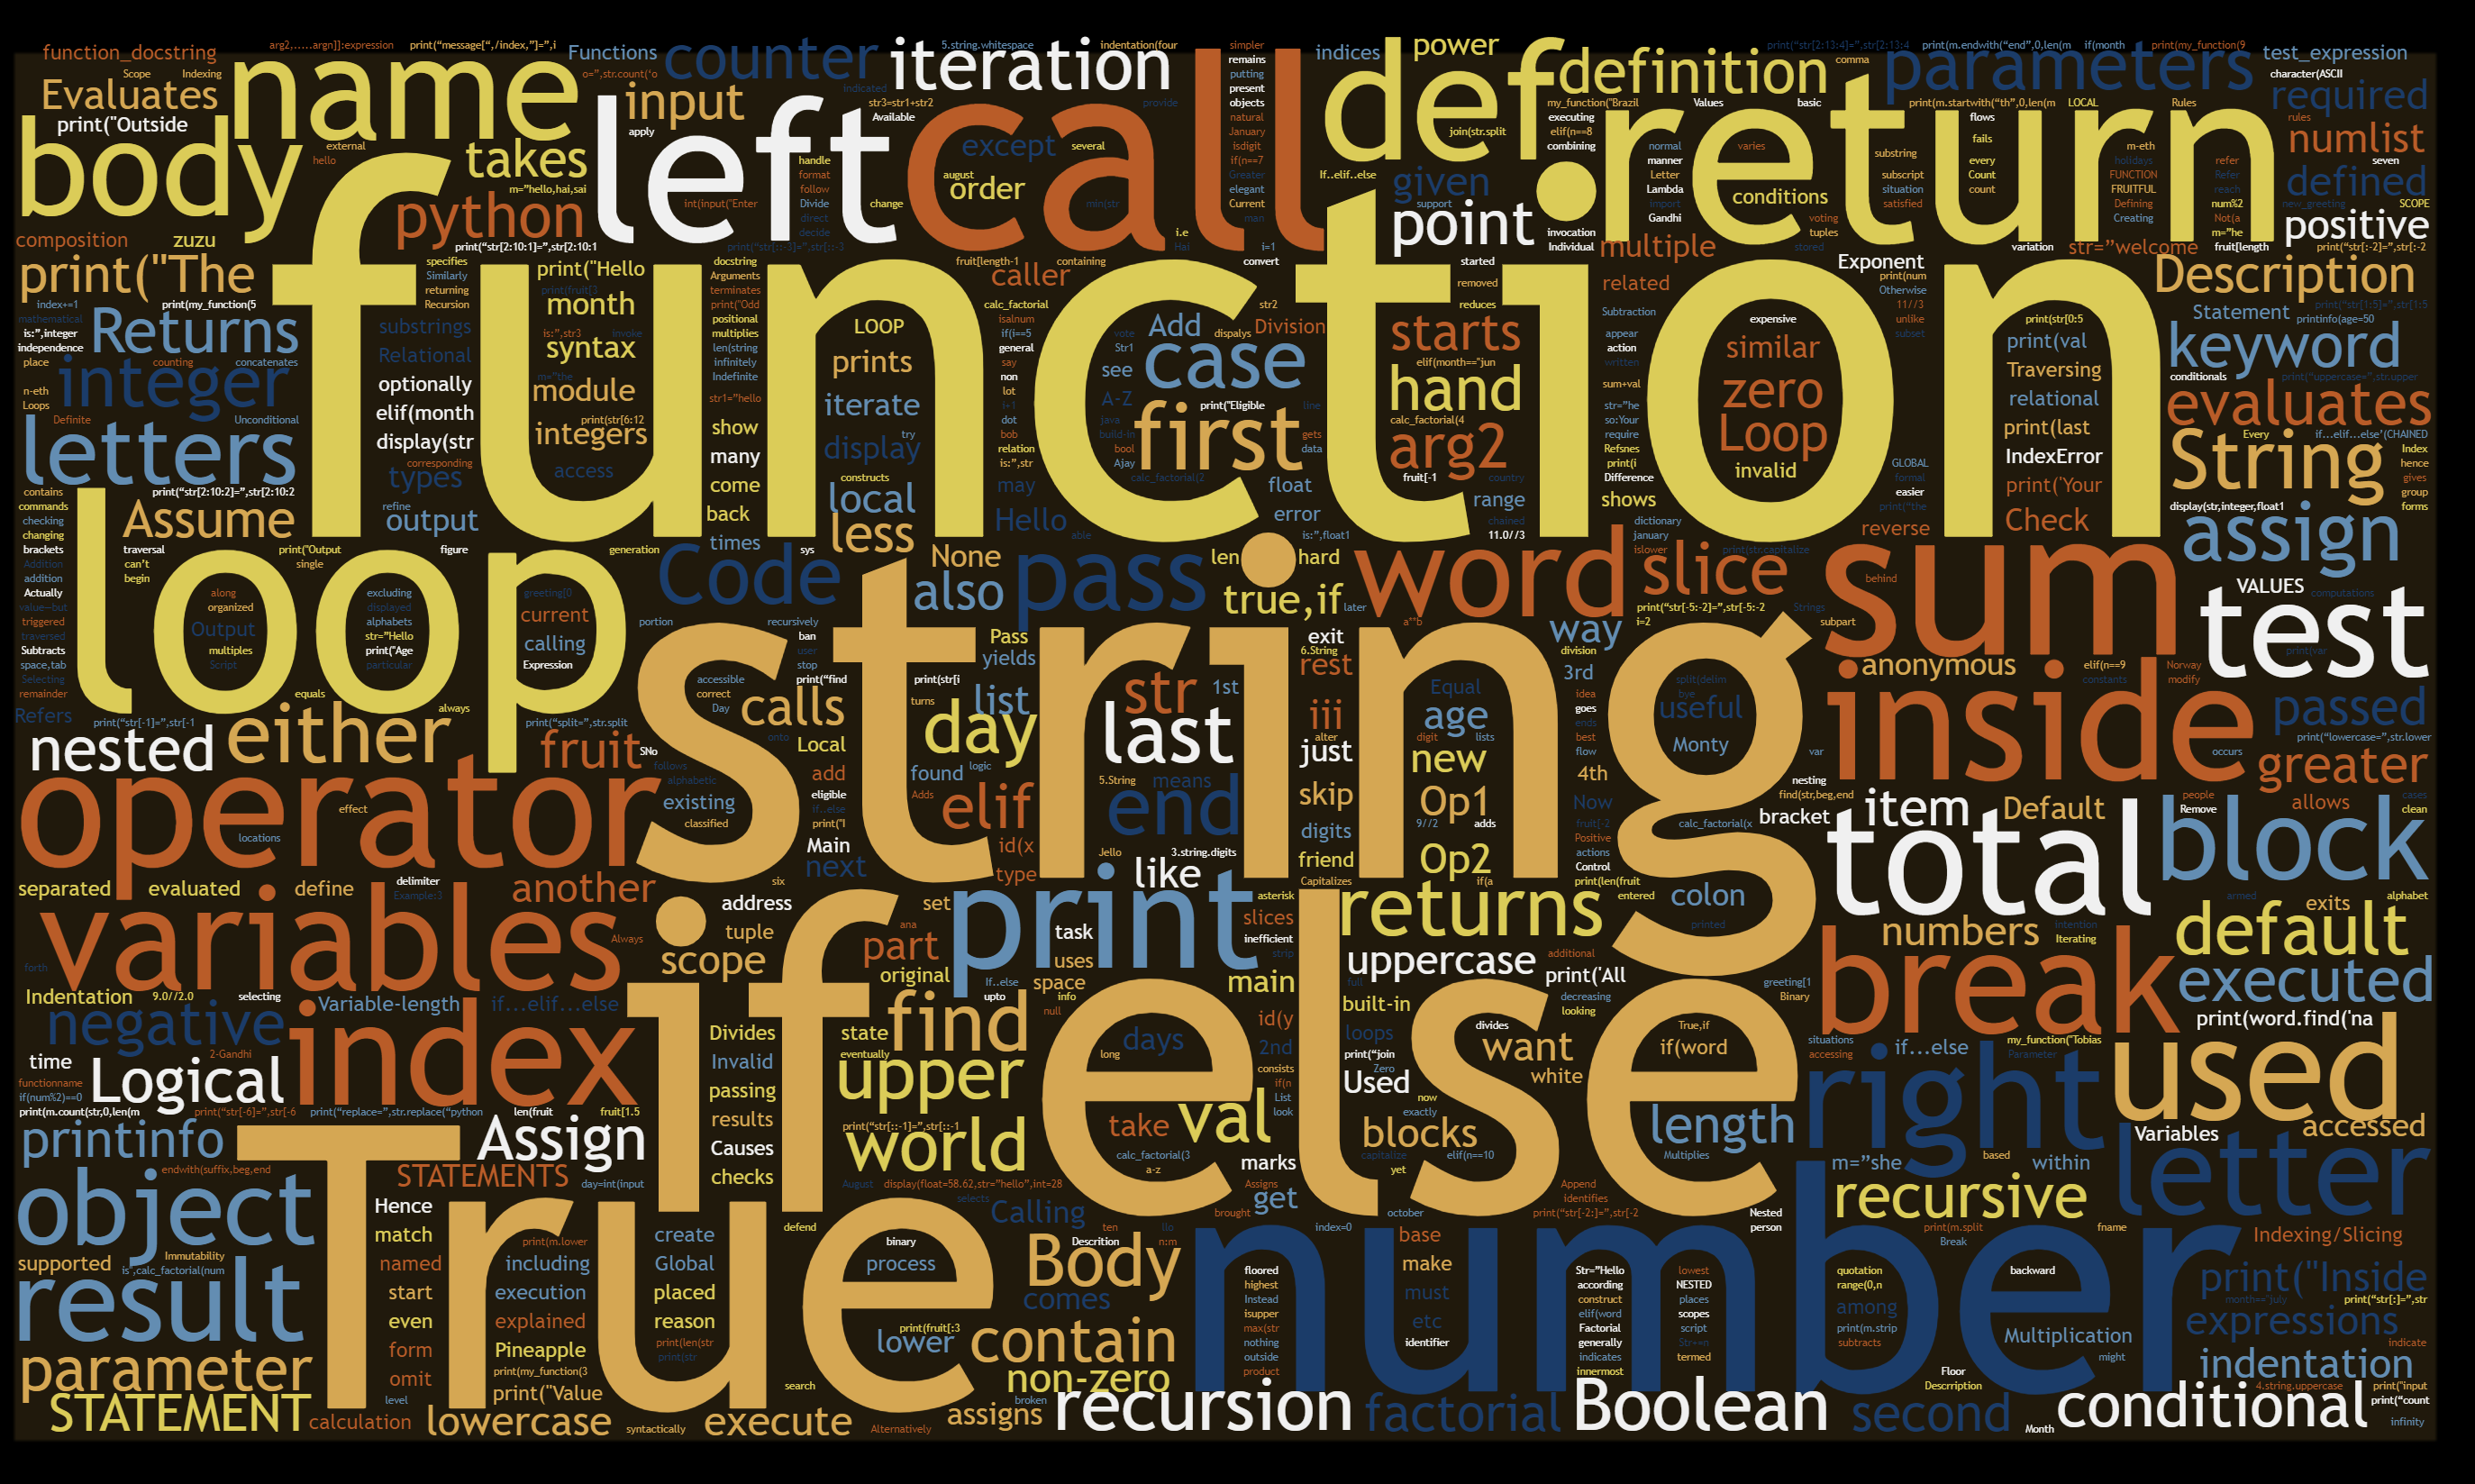 function_docstring
arg2,.....argn]]:expression
print(“message[“,/index,”]=”,i
Functions
counter
iteration
5.string.whitespace
indentation(four
simpler
indices
power
print(“str[2:13:4]=”,str[2:13:4
print(m.endwith(“end”,0,len(m
if(month
print(my_function(9
test_expression
Scope
Indexing
name
o=”,str.count(‘o
indicated
remains
def
definition
comma
parameters
character(ASCII
Evaluates
input
putting
present
required
print("Outside
left
str3=str1+str2
Available
provide
call
objects
natural
my_function("Brazil
Values
basic
print(m.startwith(“th”,0,len(m
LOCAL
Rules
rules
body
external
hello
takes
apply
except
several
January
isdigit
if(n==7
join(str.split
executing
elif(n==8
combining
return
flows
fails
numlist
m=”hello,hai,sai
handle
format
follow
Divide
direct
decide
august
order
Greater
elegant
Current
man
If..elif..else
given
support
normal
manner
Letter
Lambda
import
Gandhi
varies
conditions
voting
tuples
stored
substring
subscript
situation
satisfied
every
Count
count
m-eth
holidays
FUNCTION
FRUITFUL
Defining
Creating
refer
Refer
reach
num%2
Not(a
m=”he
seven
defined
new_greeting
SCOPE
python
int(input("Enter
change
min(str
point
invocation
Individual
positive
composition
zuzu
print(“str[2:10:1]=”,str[2:10:1
print(“str[::-3]=”,str[::-3
i.e
Hai
i=1
multiple
variation
str=”welcome
fruit[length
print(“str[:-2]=”,str[:-2
print("The
function
specifies
Similarly
returning
Recursion
print("Hello
print(fruit[3
month
docstring
Arguments
terminates
print("Odd
positional
multiplies
len(string
infinitely
Indefinite
fruit[length-1
containing
caller
convert
started
removed
reduces
related
Exponent
print(num
Otherwise
11//3
unlike
subset
Description
index+=1
print(my_function(5
calc_factorial
str2
print(“str[1:5]=”,str[1:5
mathematical
is:”,integer
independence
Returns
substrings
is:”,str3
invoke
syntax
LOOP
isalnum
if(i==5
general
vote
Str1
Add
dispalys
Division
starts
Subtraction
expensive
print(str[0:5
Statement
printinfo(age=50
place
counting
concatenates
Relational
m=”the
prints
say
non
lot
i+1
dot
bob
relation
is:”,str
see
case
elif(month=="jun
appear
action
written
similar
print(val
keyword
n-eth
Loops
integer
optionally
module
str1=”hello
iterate
A-Z
java
build-in
bool
Ajay
print("Eligible
line
hand
sum+val
zero
Traversing
conditionals
print(“uppercase=”,str.upper
Definite
Unconditional
elif(month
print(str[6:12
show
try
first
gets
data
calc_factorial(4
str=”he
so:Your
require
Refsnes
print(i
Difference
Loop
relational
evaluates
letters
display(str
integers
many
display
arg2
invalid
print(last
Every
if...elif...else'(CHAINED
corresponding
types
access
come
constructs
may
calc_factorial(2
float
fruit[-1
country
GLOBAL
formal
easier
print("the
IndexError
String
Index
hence
gives
group
forms
contains
commands
checking
changing
brackets
print(“str[2:10:2]=”,str[2:10:2
refine
output
back
local
Hello
able
error
range
chained
shows
dictionary
january
print('Your
display(str,integer,float1
loop
Assume
times
less
is:”,float1
11.0//3
islower
reverse
Check
assign
traversal
can’t
begin
print("Output
single
figure
generation
sys
Code
None
len
hard
word
print(str.capitalize
slice
sum
behind
Addition
addition
Actually
value—but
triggered
traversed
Subtracts
space,tab
Selecting
remainder
along
organized
Output
multiples
Script
excluding
displayed
alphabets
str=”Hello
print("Age
particular
greeting[0
current
calling
Expression
also
pass
true,if
later
a**b
print(“str[-5:-2]=”,str[-5:-2
Strings
i=2
subpart
VALUES
computations
test
portion
recursively
ban
user
stop
print(“find
string
Pass
yields
exit
6.String
way
division
print(var
equals
always
accessible
correct
Day
print(str[i
rest
3rd
anonymous
elif(n==9
constants
Norway
modify
Refers
print(“str[-1]=”,str[-1
print(“split=”,str.split
calls
turns
list
str
1st
iii
Equal
idea
goes
ends
best
flow
split(delim
bye
useful
inside
passed
nested
either
fruit
SNo
onto
Local
day
last
alter
just
age
digit
lists
Monty
var
occurs
print(“lowercase=”,str.lower
follows
alphabetic
add
found
logic
5.String
means
new
4th
nesting
find(str,beg,end
greater
operator
effect
locations
existing
classified
eligible
if..else
print("I
Adds
elif
end
skip
Op1
Now
fruit[-2
item
Default
people
Remove
allows
cases
clean
Main
id(x
Jello
3.string.digits
digits
9//2
adds
Positive
actions
Control
calc_factorial(x
bracket
total
block
separated
evaluated
define
delimiter
Example:3
another
six
next
type
like
friend
Capitalizes
Op2
if(a
print(len(fruit
variables
Always
address
set
ana
print
asterisk
returns
entered
colon
printed
armed
exits
alphabet
tuple
part
task
slices
inefficient
strip
numbers
Intention
Iterating
default
forth
scope
original
If..else
upto
uses
space
info
null
main
uppercase
full
additional
print('All
break
Indentation
9.0//2.0
selecting
Variable-length
if...elif...else
if
find
else
built-in
decreasing
looking
greeting[1
Binary
executed
negative
index
Divides
state
id(y
loops
divides
True,if
print(word.find('na
time
2-Gandhi
Invalid
eventually
long
days
2nd
print(“join
Zero
want
if(word
situations
accessing
if...else
my_function("Tobias
Parameter
used
functionname
if(num%2)==0
Logical
passing
upper
consists
if(n
List
look
Used
now
exactly
white
right
print(m.count(str,0,len(m
print(“str[-6]=”,str[-6
print(“replace=”,str.replace(“python
len(fruit
fruit[1.5
results
print(“str[::-1]=”,str[::-1
take
val
blocks
length
printinfo
True
Assign
Causes
world
calc_factorial(3
a-z
marks
capitalize
yet
elif(n==10
Multiplies
Variables
accessed
endwith(suffix,beg,end
STATEMENTS
day=int(input
checks
August
display(float=58.62,str=”hello”,int=28
Assigns
get
Append
identifies
m=”she
based
within
letter
object
Hence
selects
Calling
brought
october
print(“str[-2:]=”,str[-2
Nested
person
recursive
match
create
defend
ten
llo
index=0
number
print(m.split
Break
fname
Indexing/Slicing
supported
Immutability
is",calc_factorial(num
named
print(m.lower
including
Global
binary
process
Body
Descrition
n:m
base
result
start
execution
placed
comes
floored
highest
Instead
isupper
max(str
nothing
outside
product
make
must
etc
identifier
Str=”Hello
according
construct
elif(word
Factorial
generally
indicates
innermost
lowest
NESTED
places
scopes
script
Str++n
termed
quotation
range(0,n
among
print(m.strip
subtracts
backward
print("Inside
month=="july
print(“str[:]=”,str
even
explained
reason
print(fruit[:3
lower
contain
Multiplication
might
expressions
indicate
parameter
form
omit
level
Pineapple
print(my_function(3
print(len(str
print(str
non-zero
Floor
Descrription
indentation
STATEMENT
calculation
print("Value
lowercase
syntactically
search
execute
Alternatively
assigns
broken
recursion
factorial
Boolean
second
Month
conditional
4.string.uppercase
print("input
print(“count
infinity